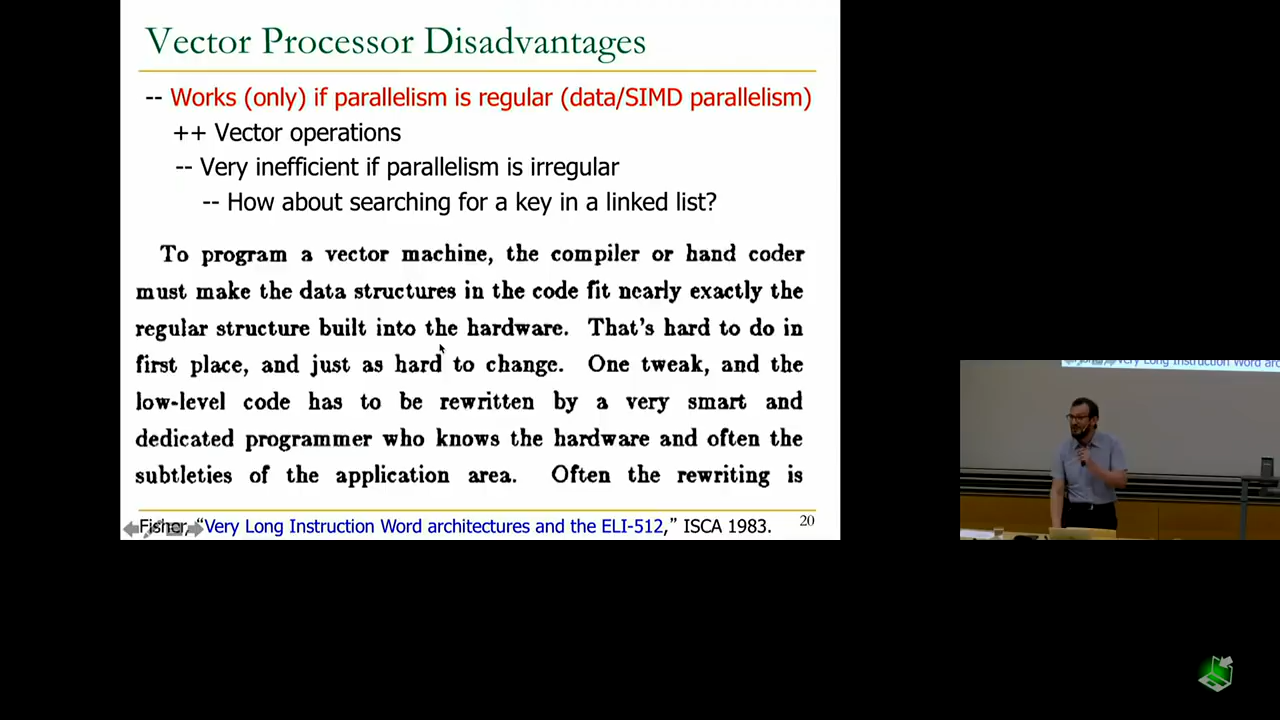 Vector Processor Disadvantages
-- Works (only) if parallelism is regular (data/SIMD parallelism)
++ Vector operations
-- Very inefficient if parallelism is irregular
-- How about searching for a key in a linked list?
To program a vector machine, the compiler or hand coder
must make the data structures in the code fit nearly exactly the
regular structure built into the hardware. That's hard to do in
first place, and just as hard to change. One tweak, and the
low-level code has to be rewritten by a very smart and
dedicated programmer who knows the hardware and often the
subtleties of the application area. Often the rewriting is
Fisher, "Very Long Instruction Word architectures and the ELI-512," ISCA 1983.
20
Very Long Instruction Word arc